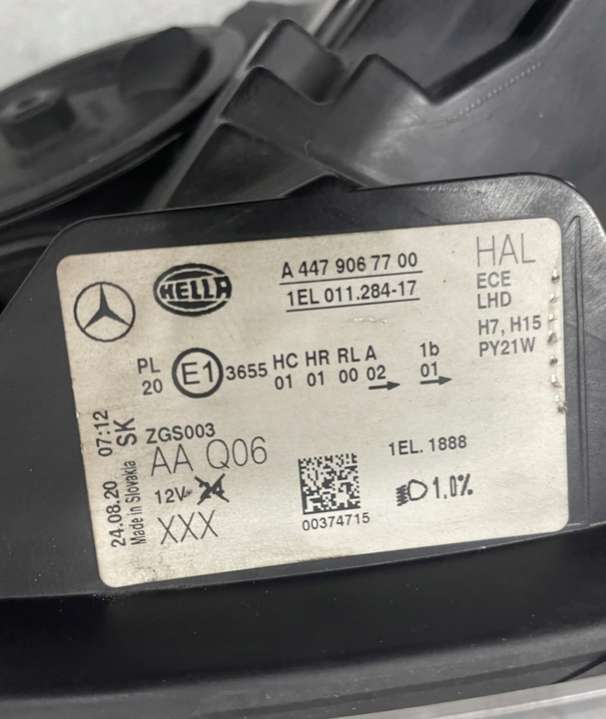 HELLA
A 447 906 77 00
1EL 011.284-17
HAL
ECE
LHD
H7, H15
PY21W
PL
20
E1
3655
HC HR RL A
01 01 00 02
1b
01
24.08.20 07:12
Made in Slovakia
SK
ZGS003
AA Q06
12V
XXX
00374715
1EL. 1888
1.0%